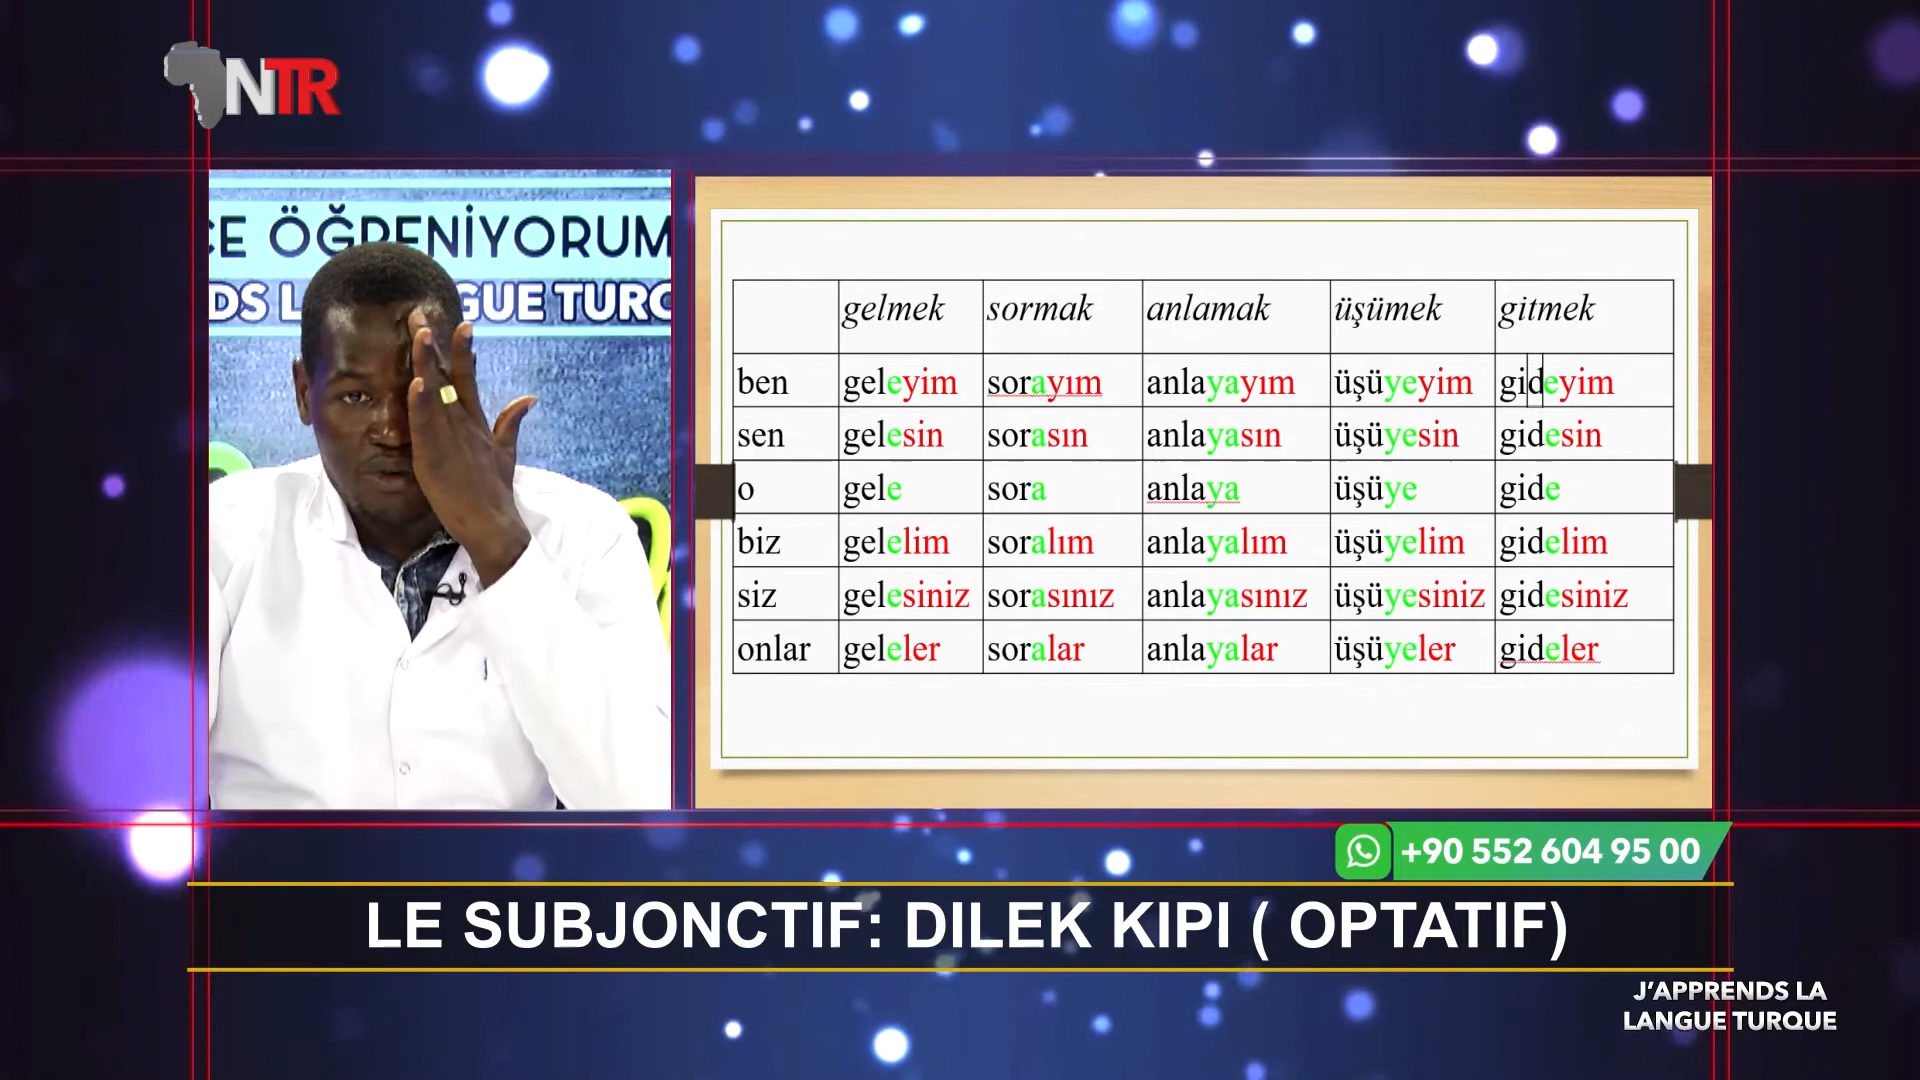 NTR
CE ÖĞRENİYORUM
DS L GUE TURC
gelmek sormak anlamak üşümek gitmek
ben geleyim sorayım anlayayım üşüyeyim gideyim
sen gelesin sorasın anlayasın üşüyesin gidesin
o gele sora anlaya üşüye gide
biz gelelim soralım anlayalım üşüyelim gidelim
siz gelesiniz sorasınız anlayasınız üşüyesiniz gidesiniz
onlar geleler soralar anlayalar üşüyeler gideler
+90 552 604 95 00
LE SUBJONCTIF: DILEK KIPI ( OPTATIF)
J'APPRENDS LA
LANGUE TURQUE